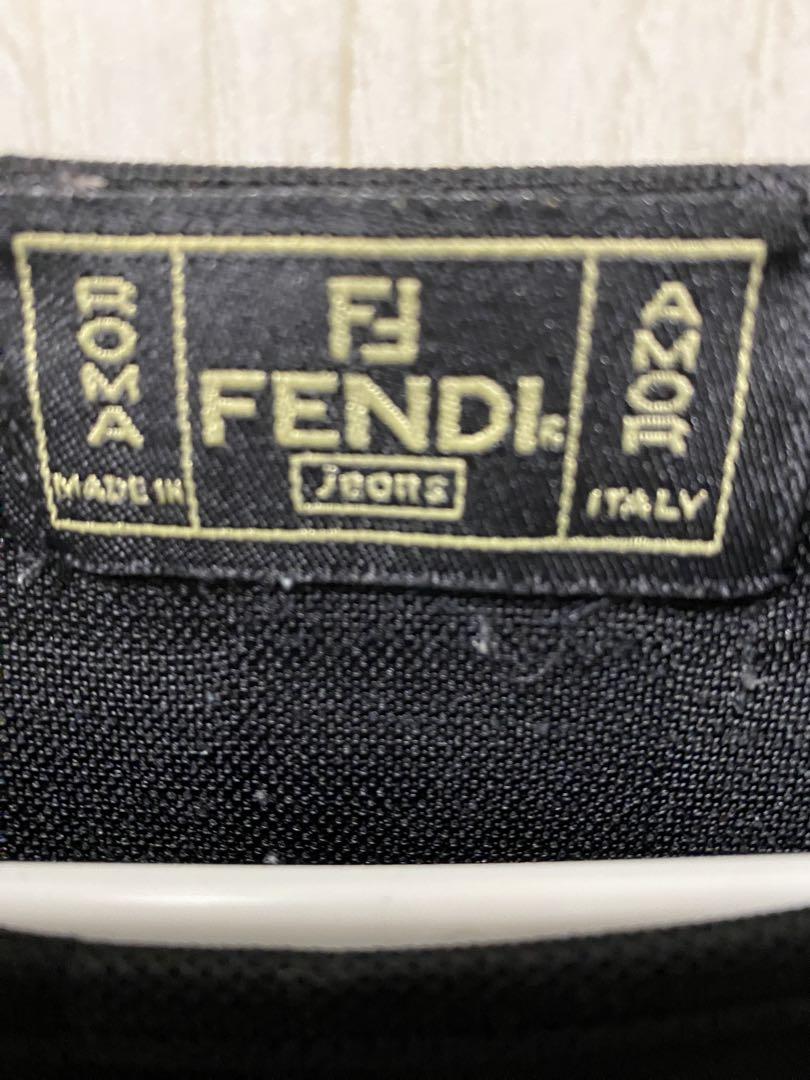 ROMA
MADE IN
FF
FENDI
jeans
AMOR
ITALY